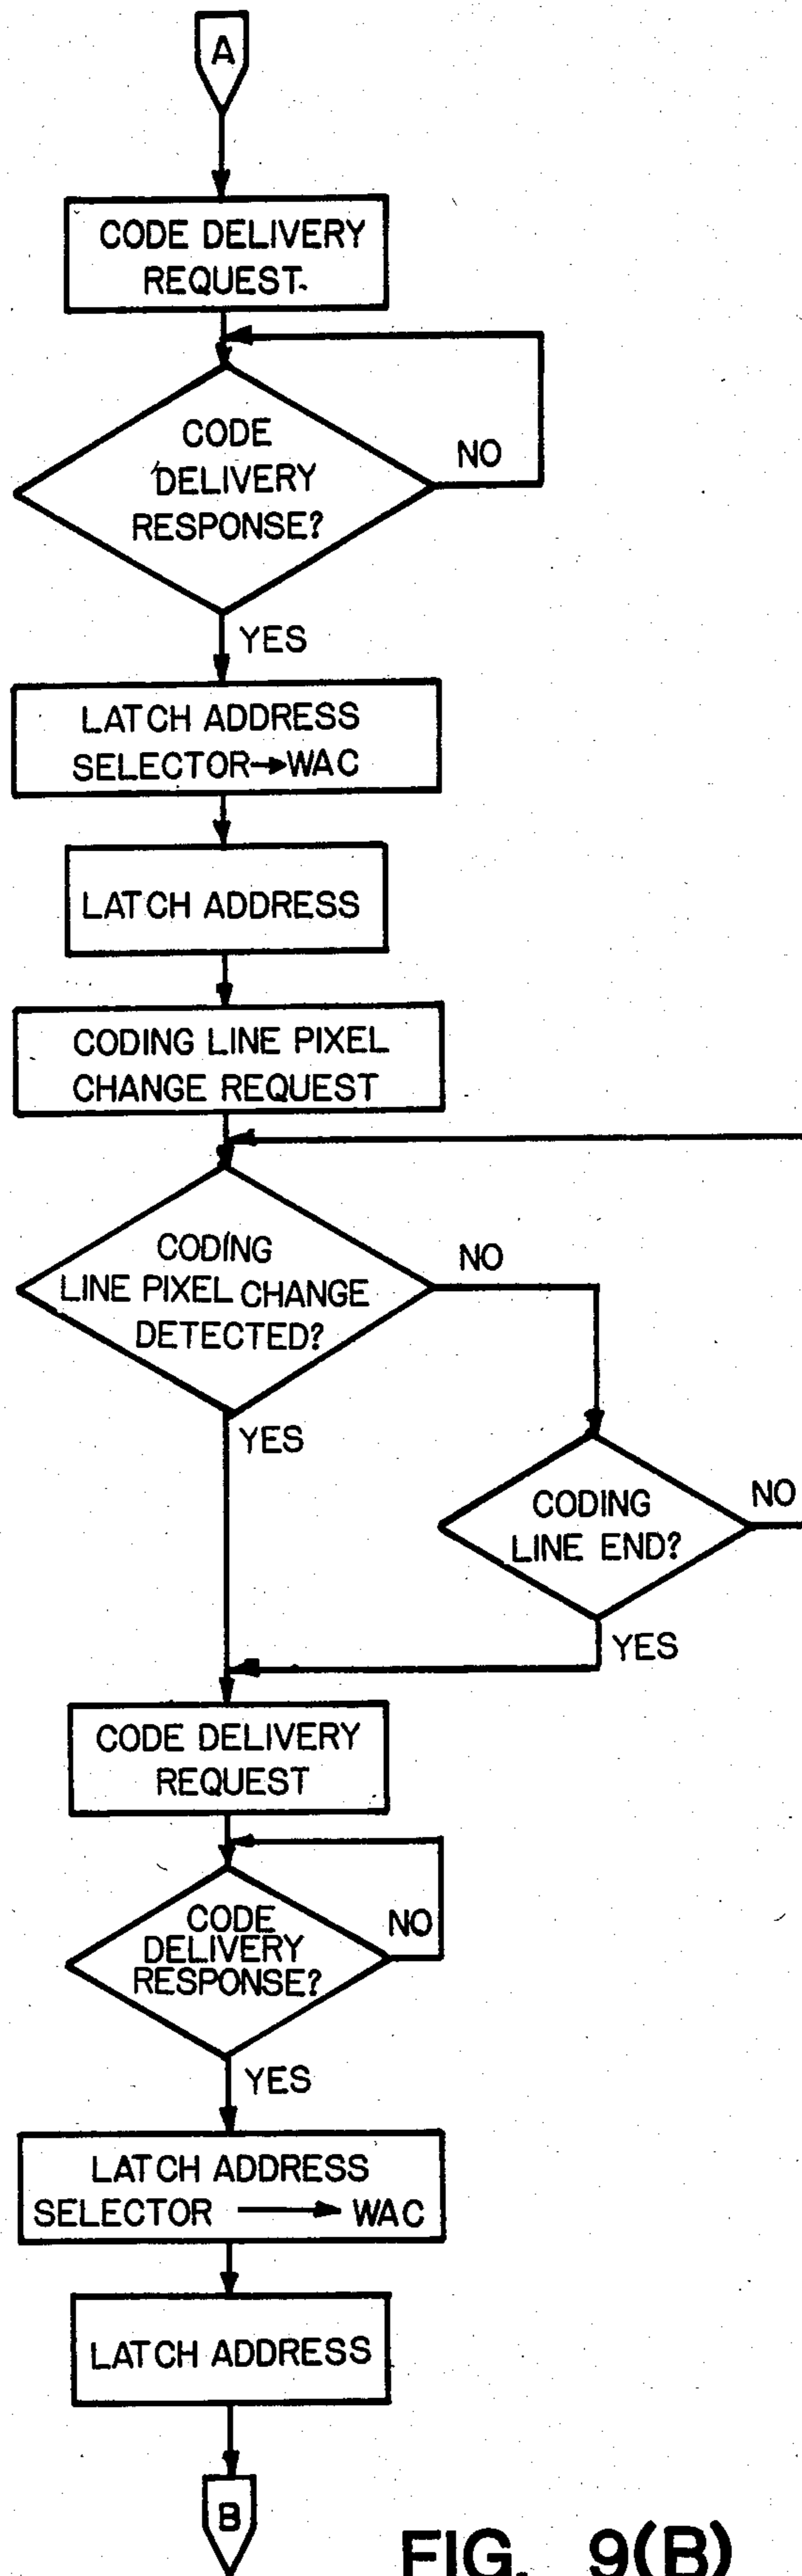 A
CODE DELIVERY
REQUEST.
CODE
DELIVERY
RESPONSE?
NO
YES
LATCH ADDRESS
SELECTOR→WAC
LATCH ADDRESS
CODING LINE PIXEL
CHANGE REQUEST
CODING
LINE PIXEL CHANGE
DETECTED?
NO
YES
CODING
LINE END?
NO
YES
CODE DELIVERY
REQUEST
CODE
DELIVERY
RESPONSE?
NO
YES
LATCH ADDRESS
SELECTOR → WAC
LATCH ADDRESS
B
FIG. 9(B)